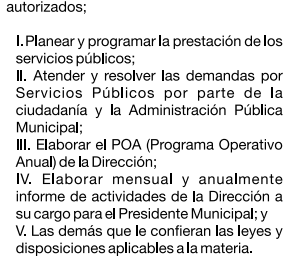 autorizados;
I. Planear y programar la prestación de los
servicios públicos;
II. Atender y resolver las demandas por
Servicios Públicos por parte de la
ciudadanía y la Administración Pública
Municipal;
III. Elaborar el POA (Programa Operativo
Anual) de la Dirección;
IV. Elaborar mensual y anualmente
informe de actividades de la Dirección a
su cargo para el Presidente Municipal; y
V. Las demás que le confieran las leyes y
disposiciones aplicables a la materia.